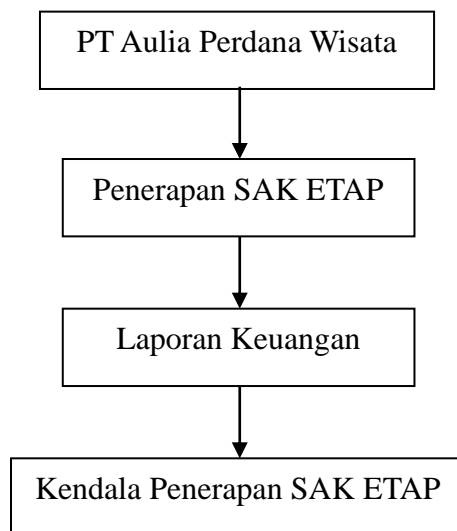 PT Aulia Perdana Wisata
Penerapan SAK ETAP
Laporan Keuangan
Kendala Penerapan SAK ETAP